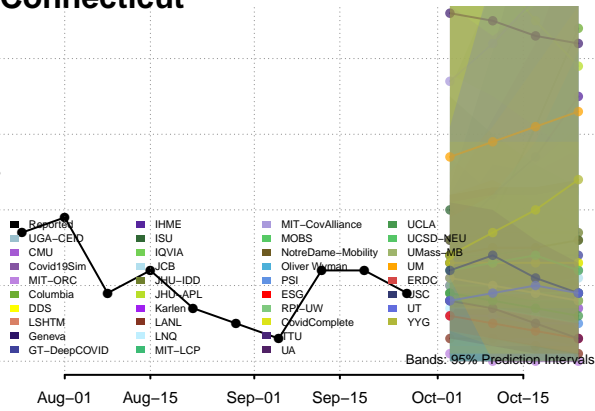 Connecticut
Reported
UGA−CEID
CMU
Covid19Sim
MIT−ORC
Columbia
DDS
LSHTM
Geneva
GT−DeepCOVID
IHME
ISU
IQVIA
JCB
JHU−IDD
JHU−APL
Karlen
LANL
LNQ
MIT−LCP
MIT−CovAlliance
MOBS
NotreDame−Mobility
Oliver Wyman
PSI
ESG
RPI−UW
CovidComplete
TTU
UA
UCLA
UCSD−NEU
UMass−MB
UM
ERDC
USC
UT
YYG
Bands: 95% Prediction Intervals
Aug−01 Aug−15 Sep−01 Sep−15 Oct−01 Oct−15